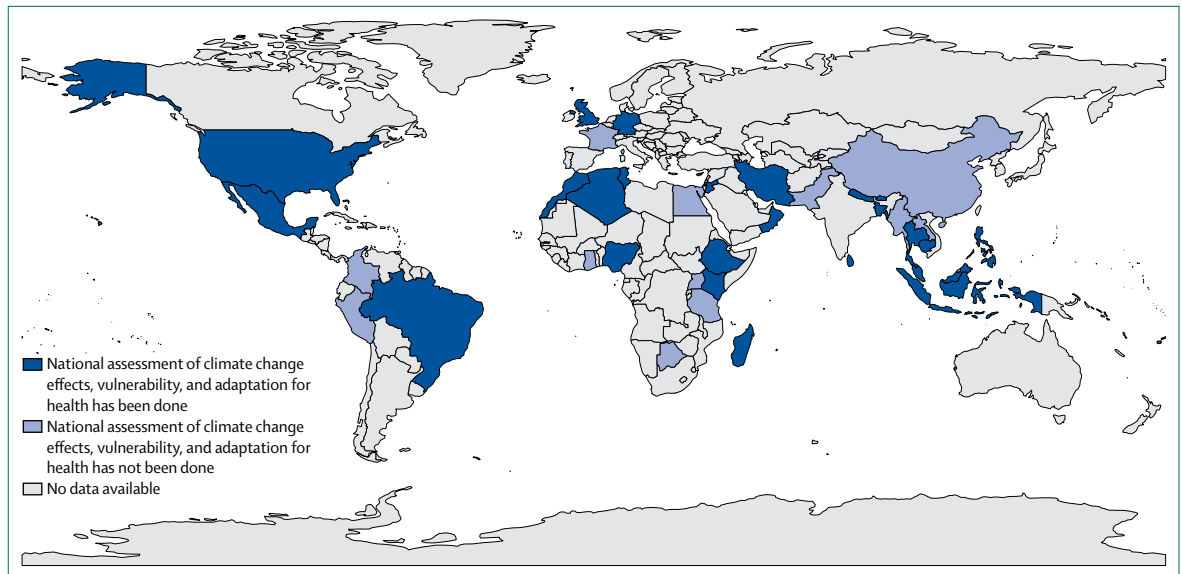 National assessment of climate change
effects, vulnerability, and adaptation for
health has been done
National assessment of climate change
effects, vulnerability, and adaptation for
health has not been done
No data available